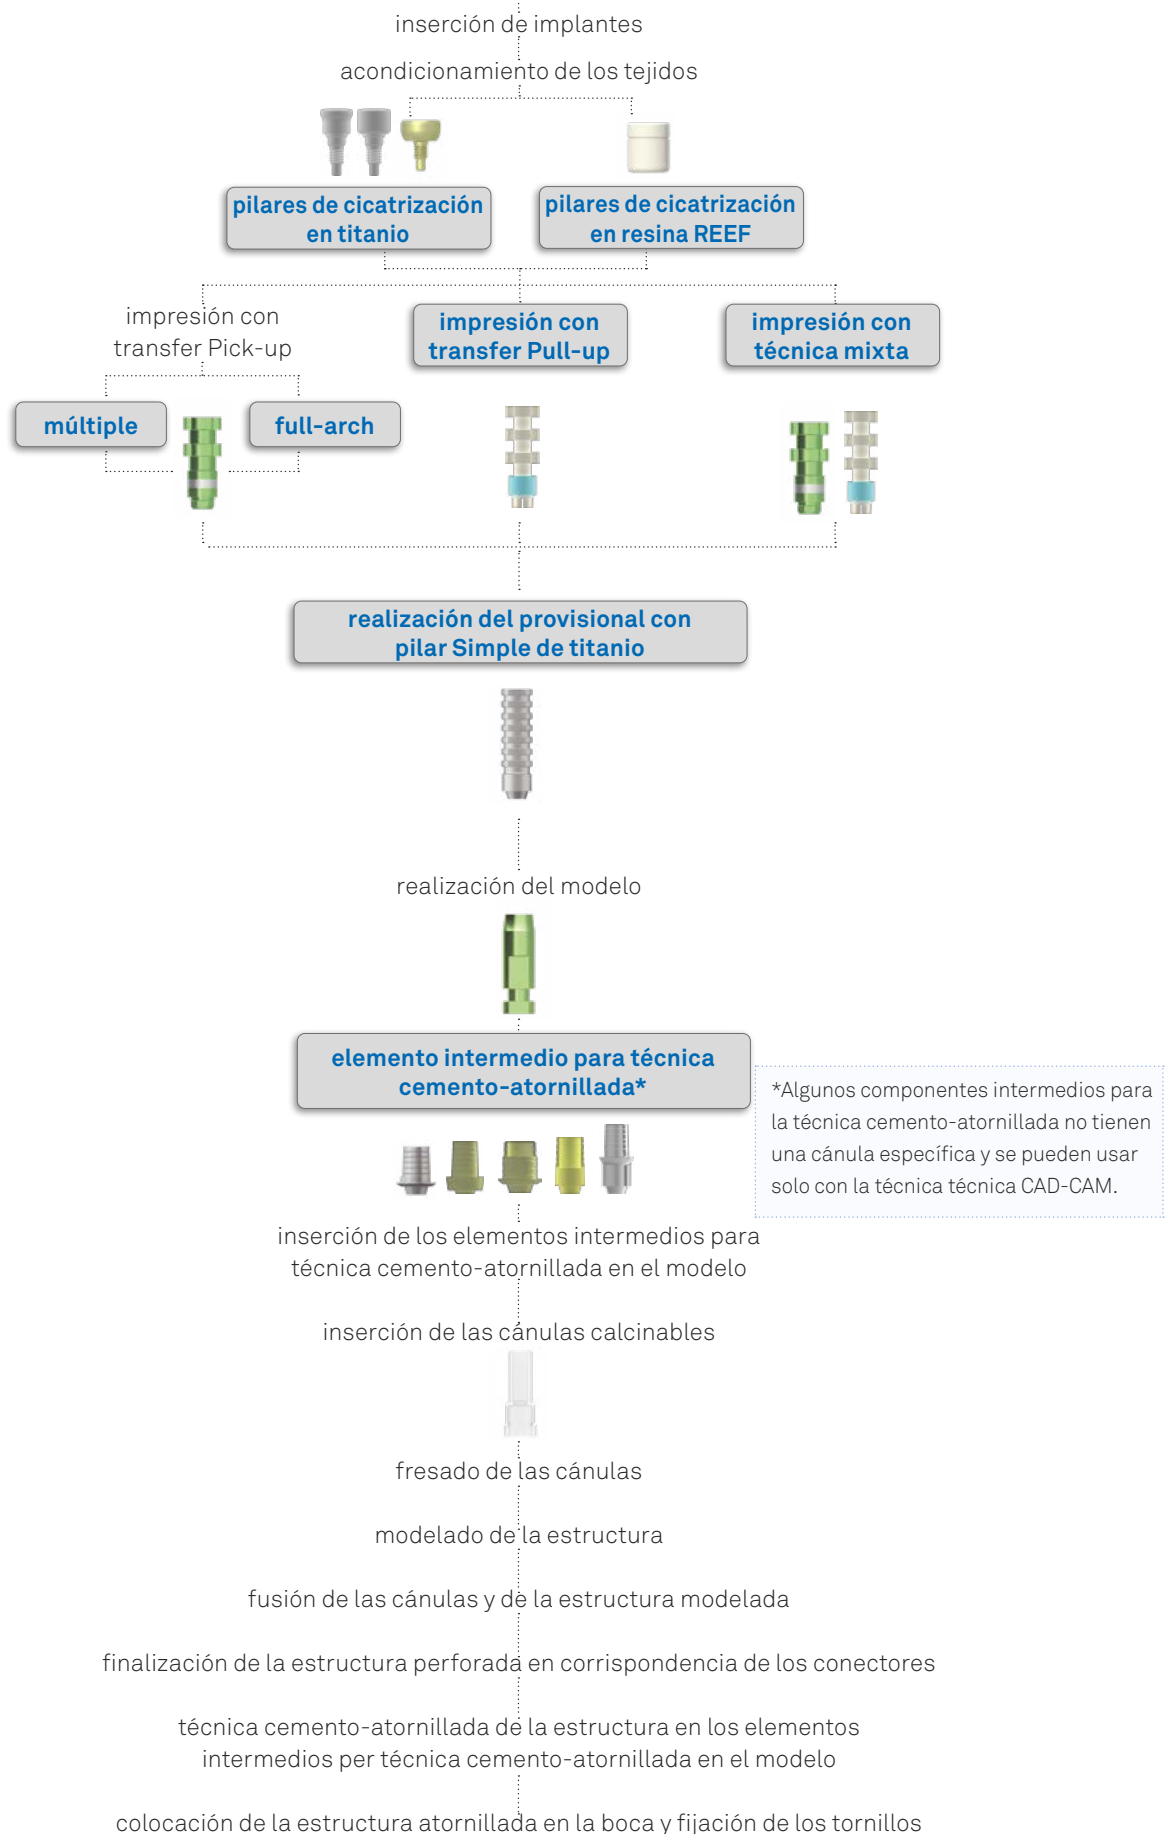 inserción de implantes
acondicionamiento de los tejidos
pilares de cicatrización
en titanio
pilares de cicatrización
en resina REEF
impresión con
transfer Pick-up
impresión con
transfer Pull-up
impresión con
técnica mixta
múltiple
full-arch
realización del provisional con
pilar Simple de titanio
realización del modelo
elemento intermedio para técnica
cemento-atornillada*
*Algunos componentes intermedios para
la técnica cemento-atornillada no tienen
una cánula específica y se pueden usar
solo con la técnica técnica CAD-CAM.
inserción de los elementos intermedios para
técnica cemento-atornillada en el modelo
inserción de las cánulas calcinables
fresado de las cánulas
modelado de la estructura
fusión de las cánulas y de la estructura modelada
finalización de la estructura perforada en corrispondencia de los conectores
técnica cemento-atornillada de la estructura en los elementos
intermedios per técnica cemento-atornillada en el modelo
colocación de la estructura atornillada en la boca y fijación de los tornillos